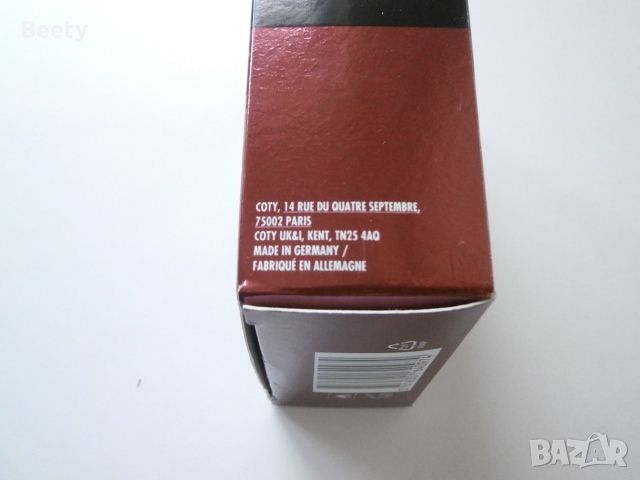 Beety
COTY, 14 RUE DU QUATRE SEPTEMBRE,
75002 PARIS
COTY UK&I, KENT, TN25 4AQ
MADE IN GERMANY /
FABRIQUÉ EN ALLEMAGNE
BAZAR